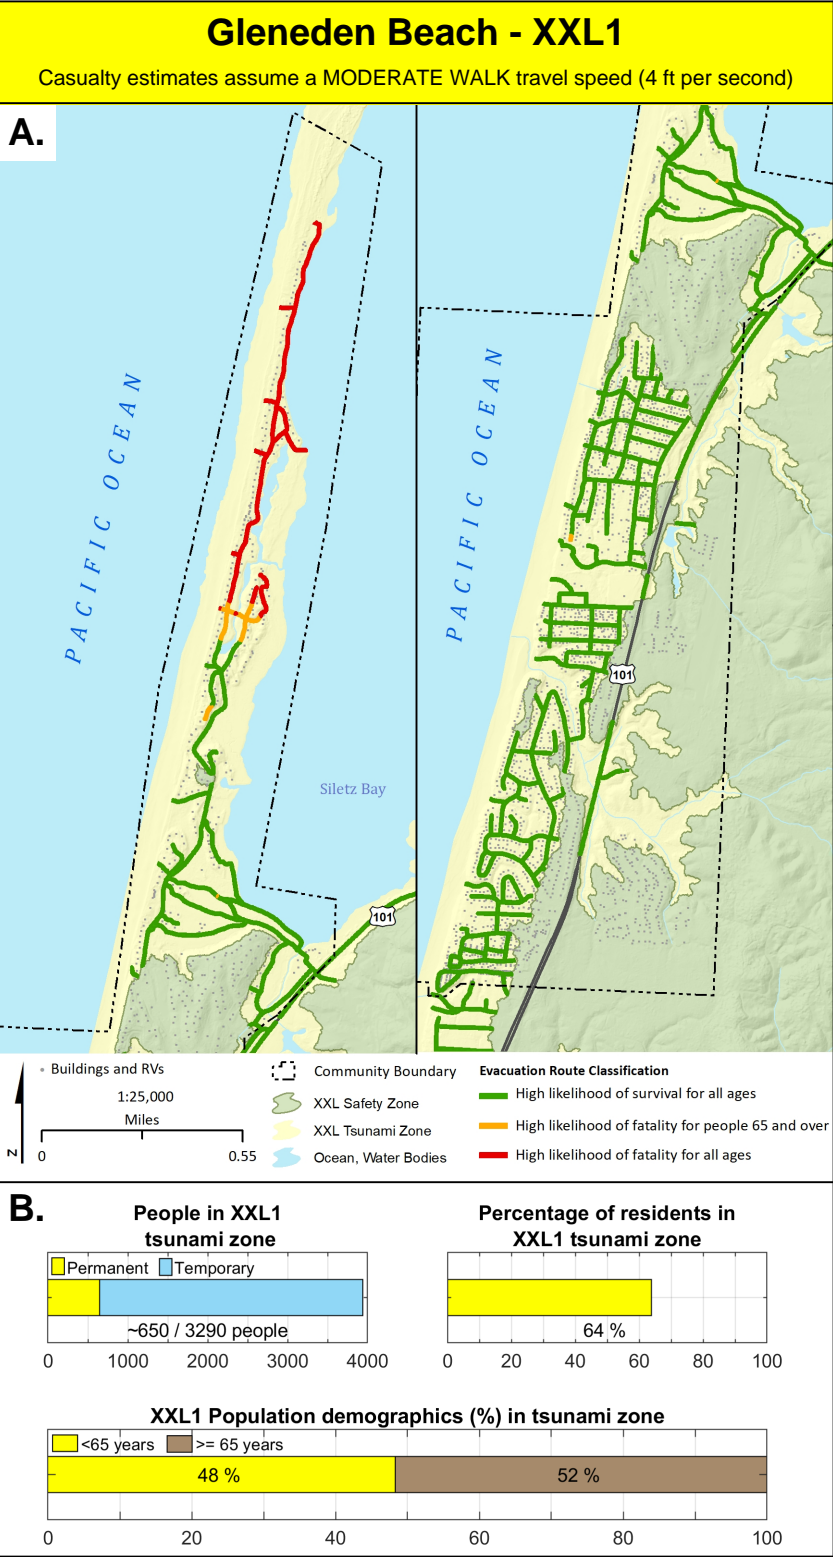 Gleneden Beach - XXL1
Casualty estimates assume a MODERATE WALK travel speed (4 ft per second)
A.
PACIFIC OCEAN
Siletz Bay
101
PACIFIC OCEAN
101
N
Buildings and RVs
1:25,000
Miles
0 0.55
Community Boundary
XXL Safety Zone
XXL Tsunami Zone
Ocean, Water Bodies
Evacuation Route Classification
High likelihood of survival for all ages
High likelihood of fatality for people 65 and over
High likelihood of fatality for all ages
B.
People in XXL1
tsunami zone
Permanent Temporary
~650 / 3290 people
0 1000 2000 3000 4000
Percentage of residents in
XXL1 tsunami zone
64 %
0 20 40 60 80 100
XXL1 Population demographics (%) in tsunami zone
<65 years >= 65 years
48 % 52 %
0 20 40 60 80 100